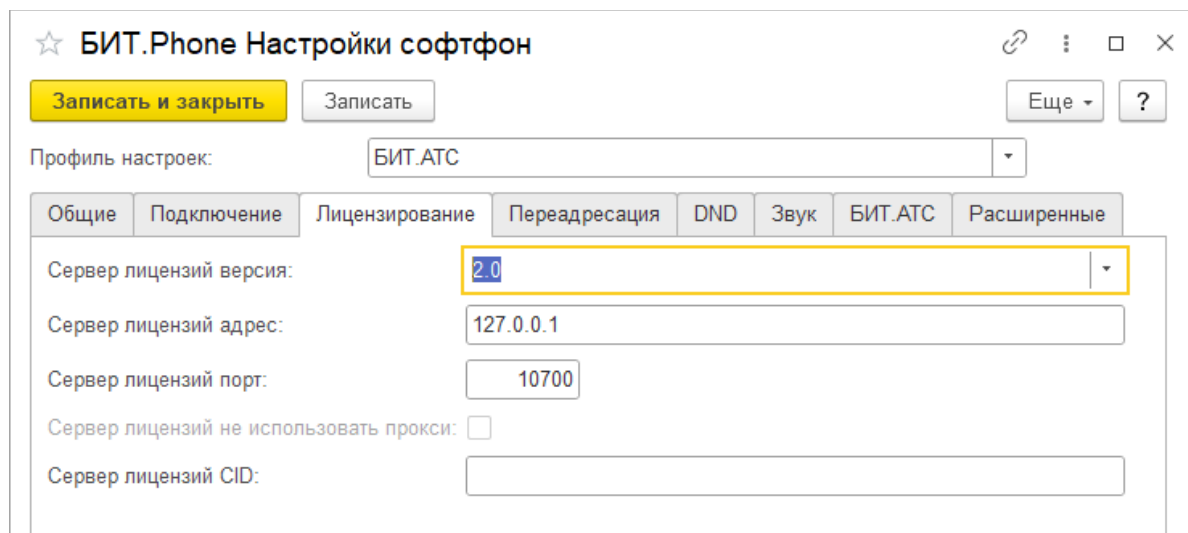 БИТ.Phone Настройки софтфон
Записать и закрыть Записать Еще ?
Профиль настроек: БИТ.АТС
Общие Подключение Лицензирование Переадресация DND Звук БИТ.АТС Расширенные
Сервер лицензий версия: 2.0
Сервер лицензий адрес: 127.0.0.1
Сервер лицензий порт: 10700
Сервер лицензий не использовать прокси:
Сервер лицензий CID: